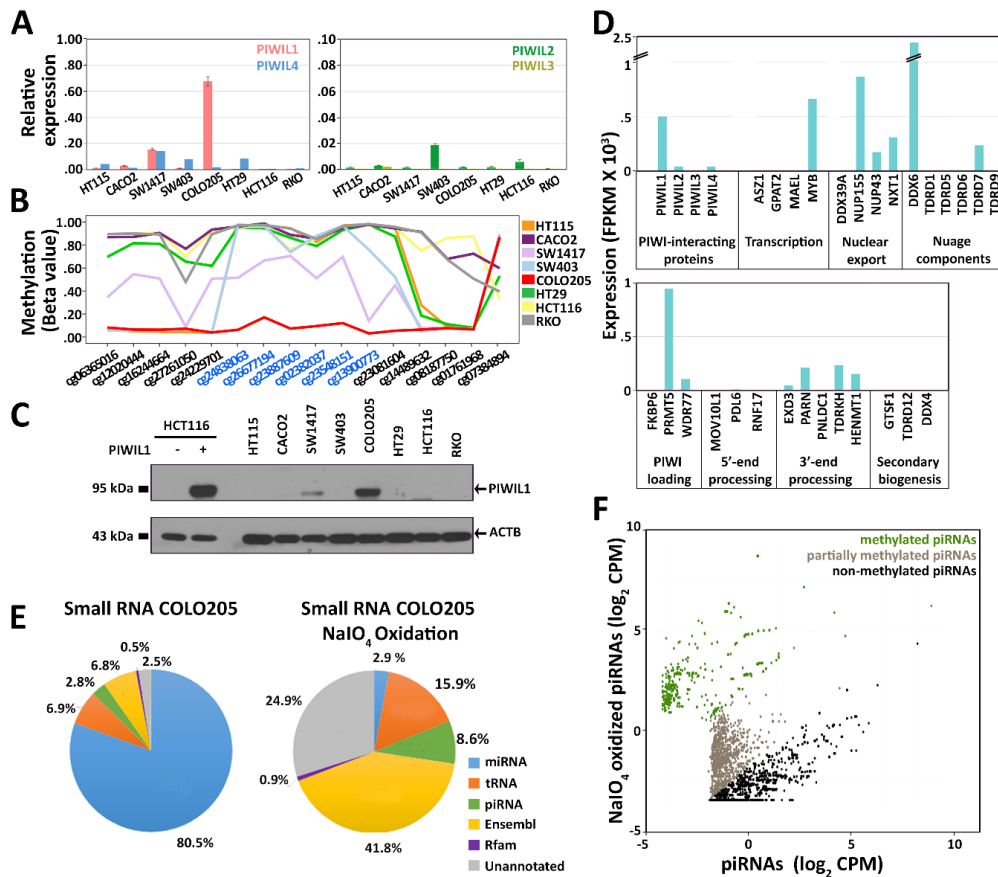 A
Relative
expression
1.00
.80
.60
.40
.20
.00
PIWIL1
PIWIL4
HT115
CACO2
SW1417
SW403
COLO205
HT29
HCT116
RKO
.10
.08
.06
.04
.02
.00
PIWIL2
PIWIL3
HT115
CACO2
SW1417
SW403
COLO205
HT29
HCT116
RKO
B
Methylation
(Beta value)
1.00
.80
.60
.40
.20
.00
HT115
CACO2
SW1417
SW403
COLO205
HT29
HCT116
RKO
cg06365016
cg12020444
cg16244664
cg27261050
cg24229701
cg24838063
cg26677194
cg23887609
cg02382037
cg23548151
cg13900773
cg23081604
cg14489632
cg08187750
cg01761968
cg07384894
C
HCT116
PIWIL1 - +
HT115
CACO2
SW1417
SW403
COLO205
HT29
HCT116
RKO
95 kDa
PIWIL1
43 kDa
ACTB
D
Expression (FPKM X 10³)
2.5
1
.5
0
PIWIL1
PIWIL2
PIWIL3
PIWIL4
ASZ1
GPAT2
MAEL
MYB
DDX39A
NUP155
NUP43
NXT1
DDX6
TDRD1
TDRD5
TDRD6
TDRD7
TDRD9
PIWI-interacting
proteins
Transcription
Nuclear
export
Nuage
components
1
.5
0
FKBP6
PRMT5
WDR77
MOV10L1
PDL6
RNF17
EXD3
PARN
PNLDC1
TDRKH
HENMT1
GTSF1
TDRD12
DDX4
PIWI
loading
5'-end
processing
3'-end
processing
Secondary
biogenesis
E
Small RNA COLO205
0.5%
6.8%
2.5%
2.8%
6.9%
80.5%
Small RNA COLO205
NaIO₄ Oxidation
2.9 %
15.9%
24.9%
8.6%
0.9%
41.8%
miRNA
tRNA
piRNA
Ensembl
Rfam
Unannotated
F
NaIO₄ oxidized piRNAs (log₂ CPM)
10
5
0
-5
methylated piRNAs
partially methylated piRNAs
non-methylated piRNAs
0
5
10
piRNAs (log₂ CPM)